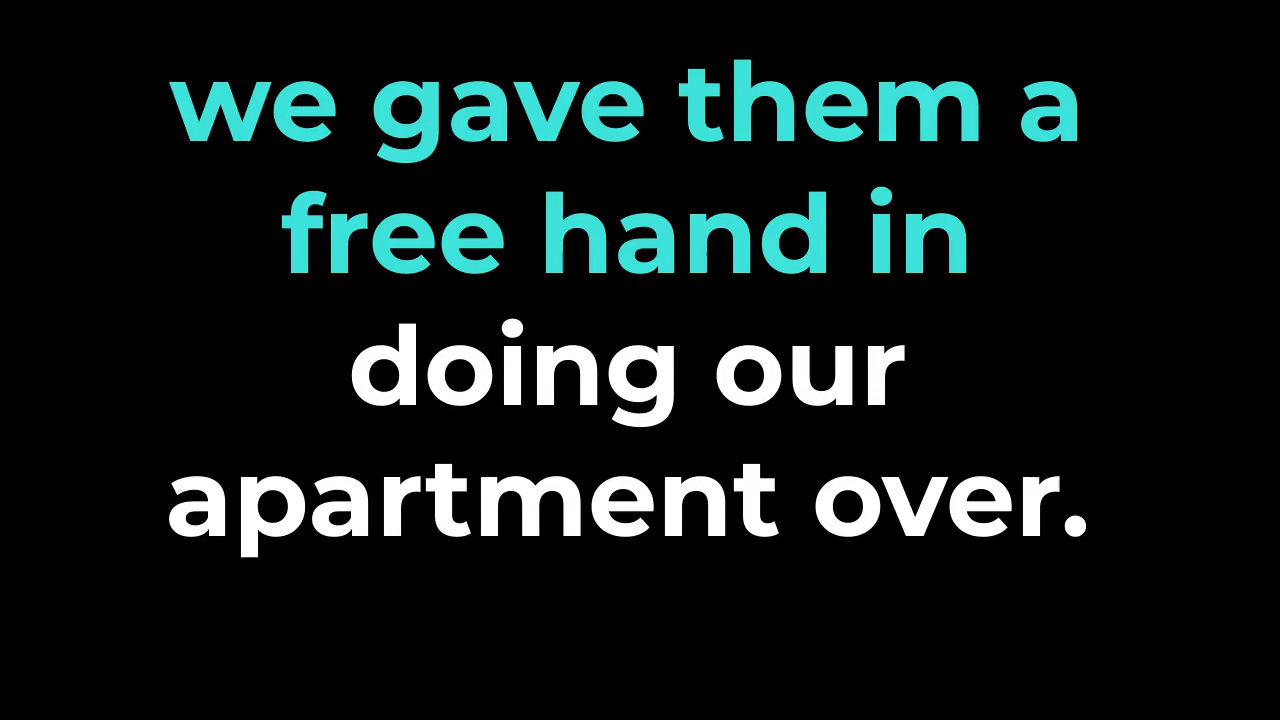 we gave them a
free hand in
doing our
apartment over.